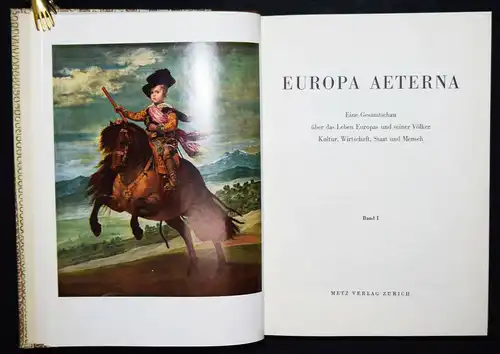 EUROPA AETERNA
Eine Gesamtschau
über das Leben Europas und seiner Völker
Kultur, Wirtschaft, Staat und Mensch
Band I
METZ VERLAG ZÜRICH